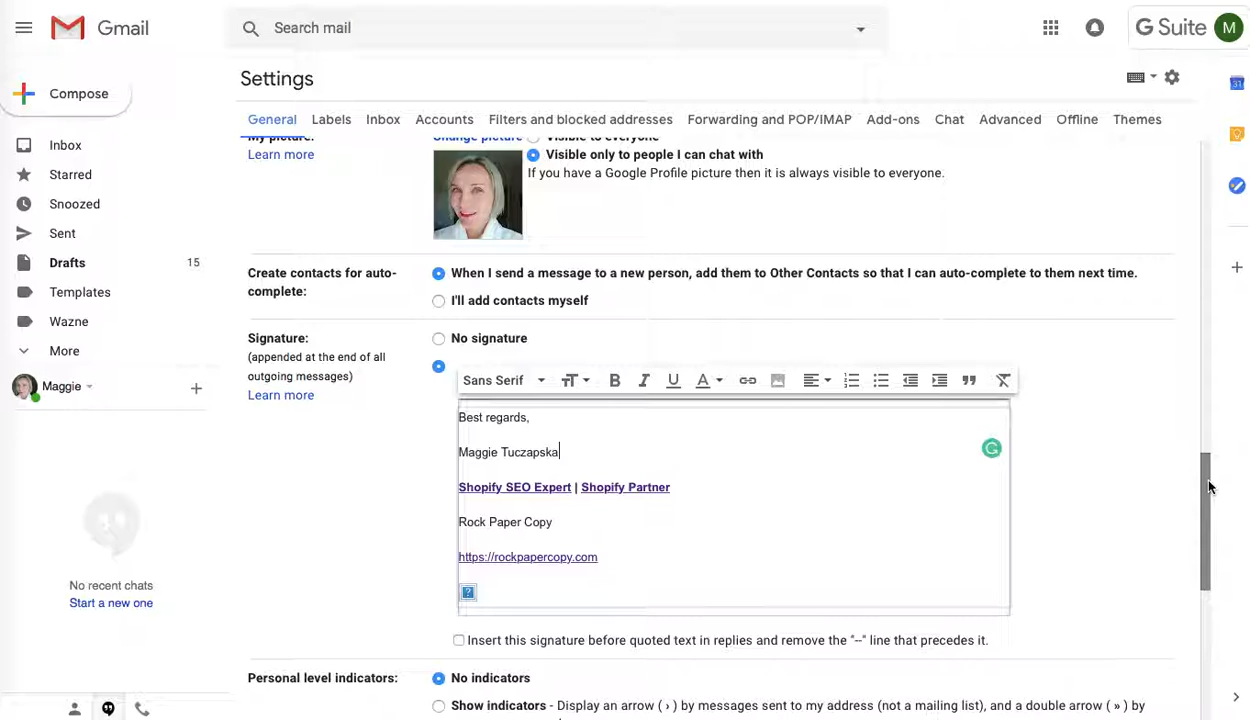 Gmail
Search mail
G Suite
M
Settings
Compose
General Labels Inbox Accounts Filters and blocked addresses Forwarding and POP/IMAP Add-ons Chat Advanced Offline Themes
My picture:
Learn more
Change picture
Visible to everyone
Visible only to people I can chat with
If you have a Google Profile picture then it is always visible to everyone.
Inbox
Starred
Snoozed
Sent
Drafts 15
Templates
Wazne
More
Maggie
Create contacts for auto-
complete:
When I send a message to a new person, add them to Other Contacts so that I can auto-complete to them next time.
I'll add contacts myself
Signature:
(appended at the end of all
outgoing messages)
Learn more
No signature
Sans Serif
Best regards,
Maggie Tuczapska
Shopify SEO Expert | Shopify Partner
Rock Paper Copy
https://rockpapercopy.com
Insert this signature before quoted text in replies and remove the "--" line that precedes it.
No recent chats
Start a new one
Personal level indicators:
No indicators
Show indicators - Display an arrow ( › ) by messages sent to my address (not a mailing list), and a double arrow ( » ) by
31